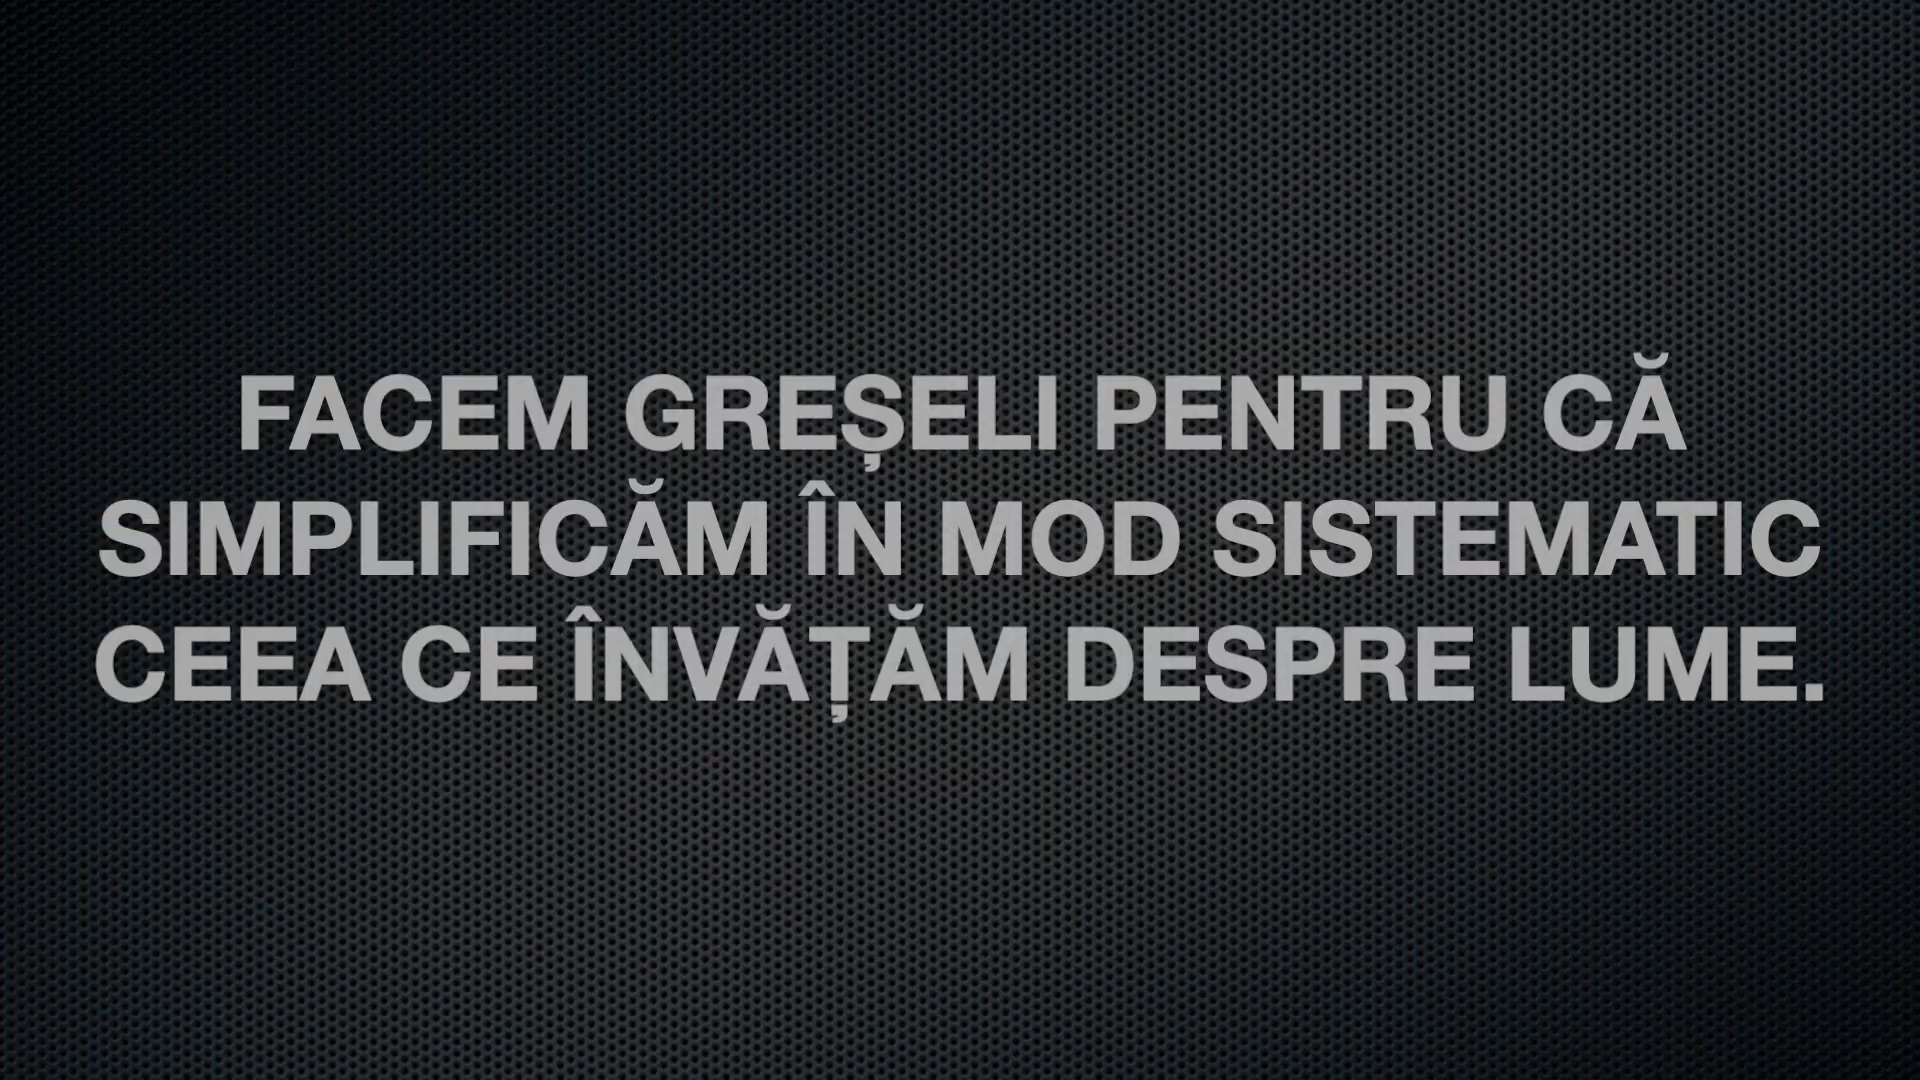 FACEM GREȘELI PENTRU CĂ
SIMPLIFICĂM ÎN MOD SISTEMATIC
CEEA CE ÎNVĂȚĂM DESPRE LUME.